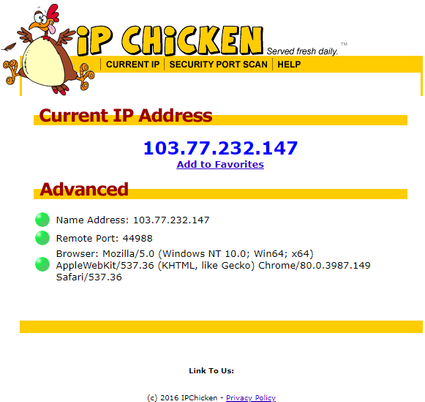 IP CHICKEN
Served fresh daily.™
CURRENT IP | SECURITY PORT SCAN | HELP
Current IP Address
103.77.232.147
Add to Favorites
Advanced
Name Address: 103.77.232.147
Remote Port: 44988
Browser: Mozilla/5.0 (Windows NT 10.0; Win64; x64)
AppleWebKit/537.36 (KHTML, like Gecko) Chrome/80.0.3987.149
Safari/537.36
Link To Us:
(c) 2016 IPChicken - Privacy Policy